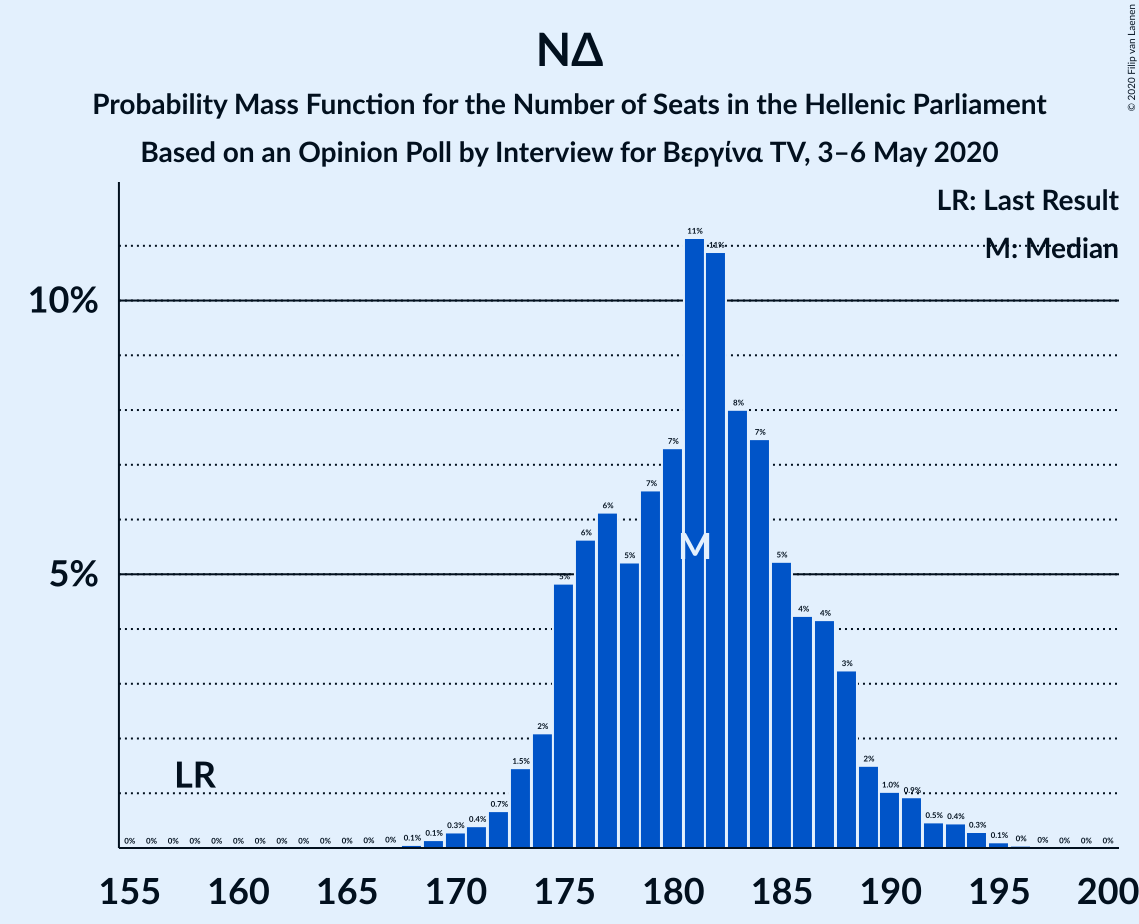 © 2020 Filip van Laenen
ΝΔ
Probability Mass Function for the Number of Seats in the Hellenic Parliament
Based on an Opinion Poll by Interview for Βεργίνα TV, 3–6 May 2020
LR: Last Result
M: Median
10%
5%
0% 0% 0% 0% 0% 0% 0% 0% 0% 0% 0% 0% 0% 0.1% 0.1% 0.3% 0.4% 0.7% 1.5% 2% 5% 6% 6% 5% 7% 7% 11% 11% 8% 7% 5% 4% 4% 3% 2% 1.0% 0.9% 0.5% 0.4% 0.3% 0.1% 0% 0% 0% 0% 0%
M
LR
155 160 165 170 175 180 185 190 195 200